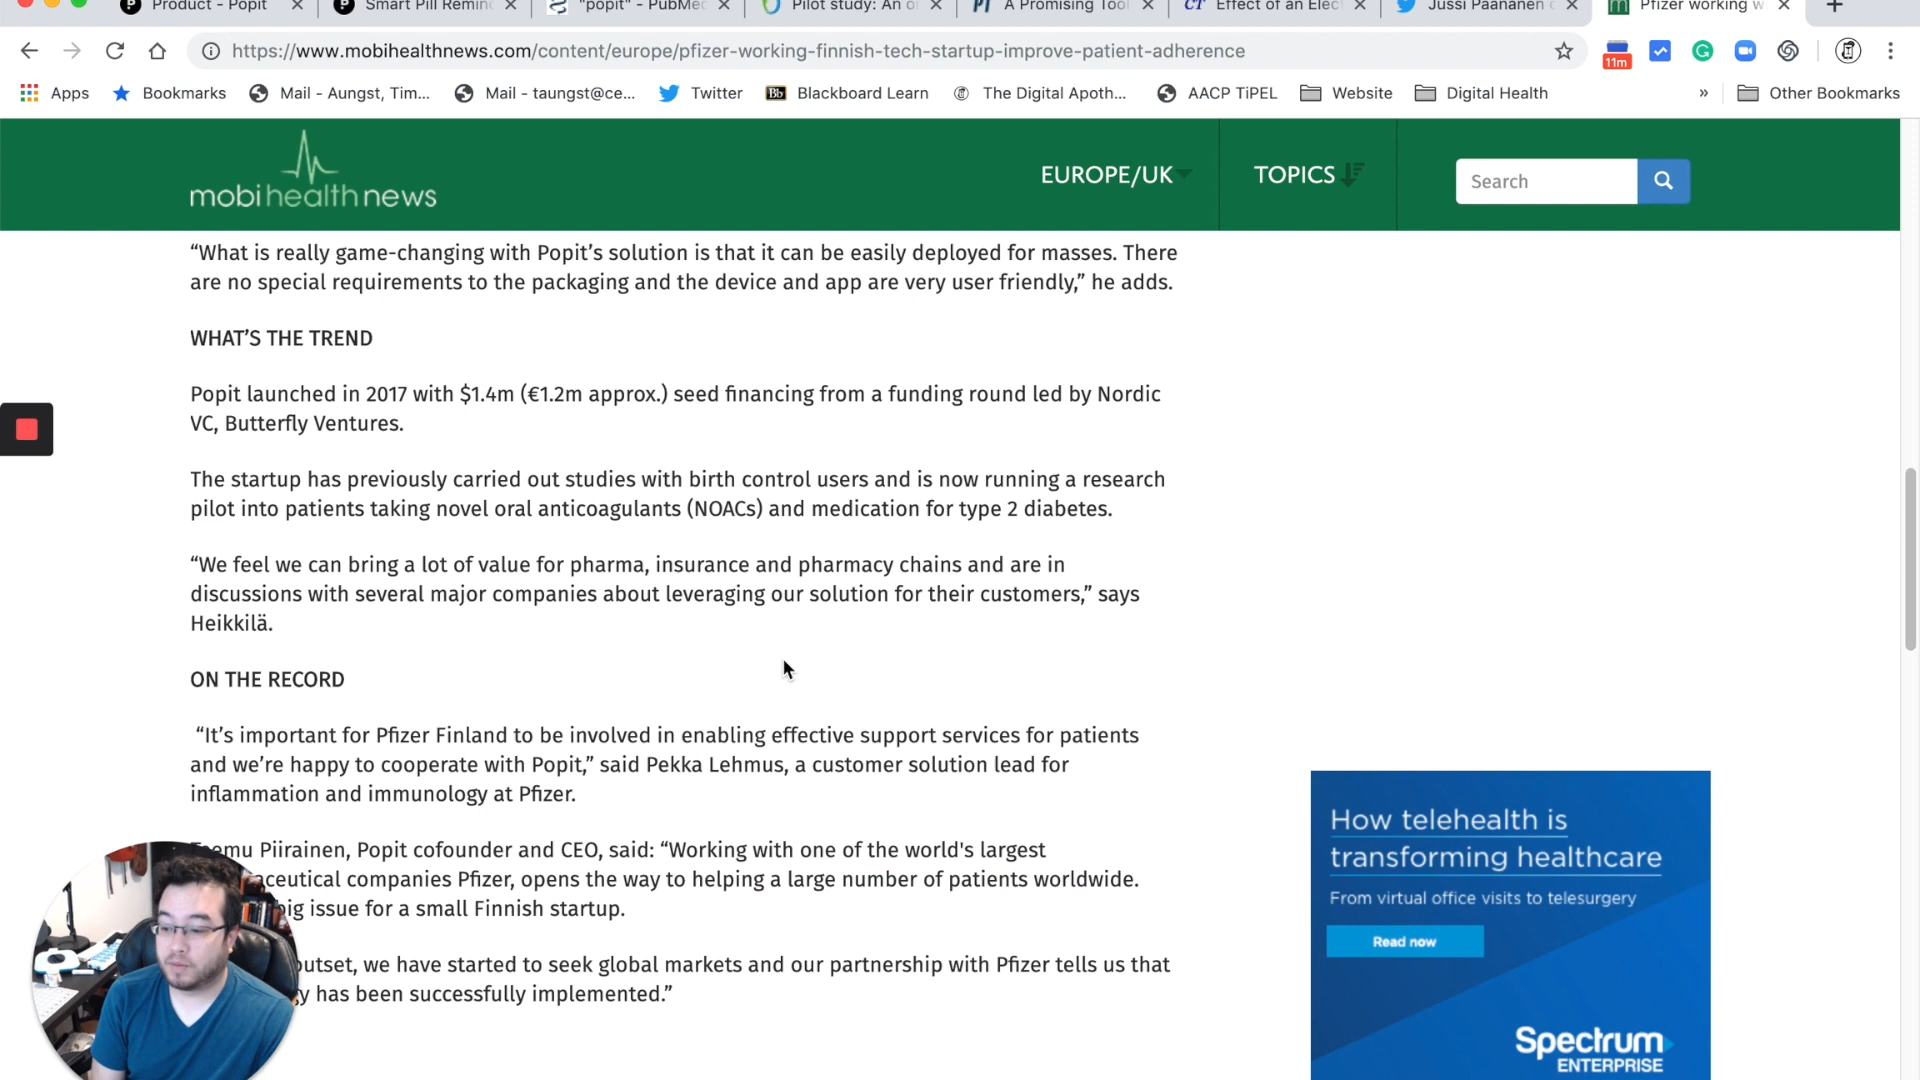 Product - Popit
Smart Pill Remin
"popit" - PubMed
Pilot study: An o
A Promising Tool
Effect of an Elec
Jussi Paananen
Pfizer working w
https://www.mobihealthnews.com/content/europe/pfizer-working-finnish-tech-startup-improve-patient-adherence
11m
Apps
Bookmarks
Mail - Aungst, Tim...
Mail - taungst@ce...
Twitter
Bb
Blackboard Learn
The Digital Apoth...
AACP TiPEL
Website
Digital Health
»
Other Bookmarks
mobihealthnews
EUROPE/UK
TOPICS
Search
“What is really game-changing with Popit’s solution is that it can be easily deployed for masses. There
are no special requirements to the packaging and the device and app are very user friendly,” he adds.
WHAT’S THE TREND
Popit launched in 2017 with $1.4m (€1.2m approx.) seed financing from a funding round led by Nordic
VC, Butterfly Ventures.
The startup has previously carried out studies with birth control users and is now running a research
pilot into patients taking novel oral anticoagulants (NOACs) and medication for type 2 diabetes.
“We feel we can bring a lot of value for pharma, insurance and pharmacy chains and are in
discussions with several major companies about leveraging our solution for their customers,” says
Heikkilä.
ON THE RECORD
“It’s important for Pfizer Finland to be involved in enabling effective support services for patients
and we’re happy to cooperate with Popit,” said Pekka Lehmus, a customer solution lead for
inflammation and immunology at Pfizer.
emu Piirainen, Popit cofounder and CEO, said: “Working with one of the world's largest
aceutical companies Pfizer, opens the way to helping a large number of patients worldwide.
big issue for a small Finnish startup.
outset, we have started to seek global markets and our partnership with Pfizer tells us that
y has been successfully implemented.”
How telehealth is
transforming healthcare
From virtual office visits to telesurgery
Read now
Spectrum
ENTERPRISE